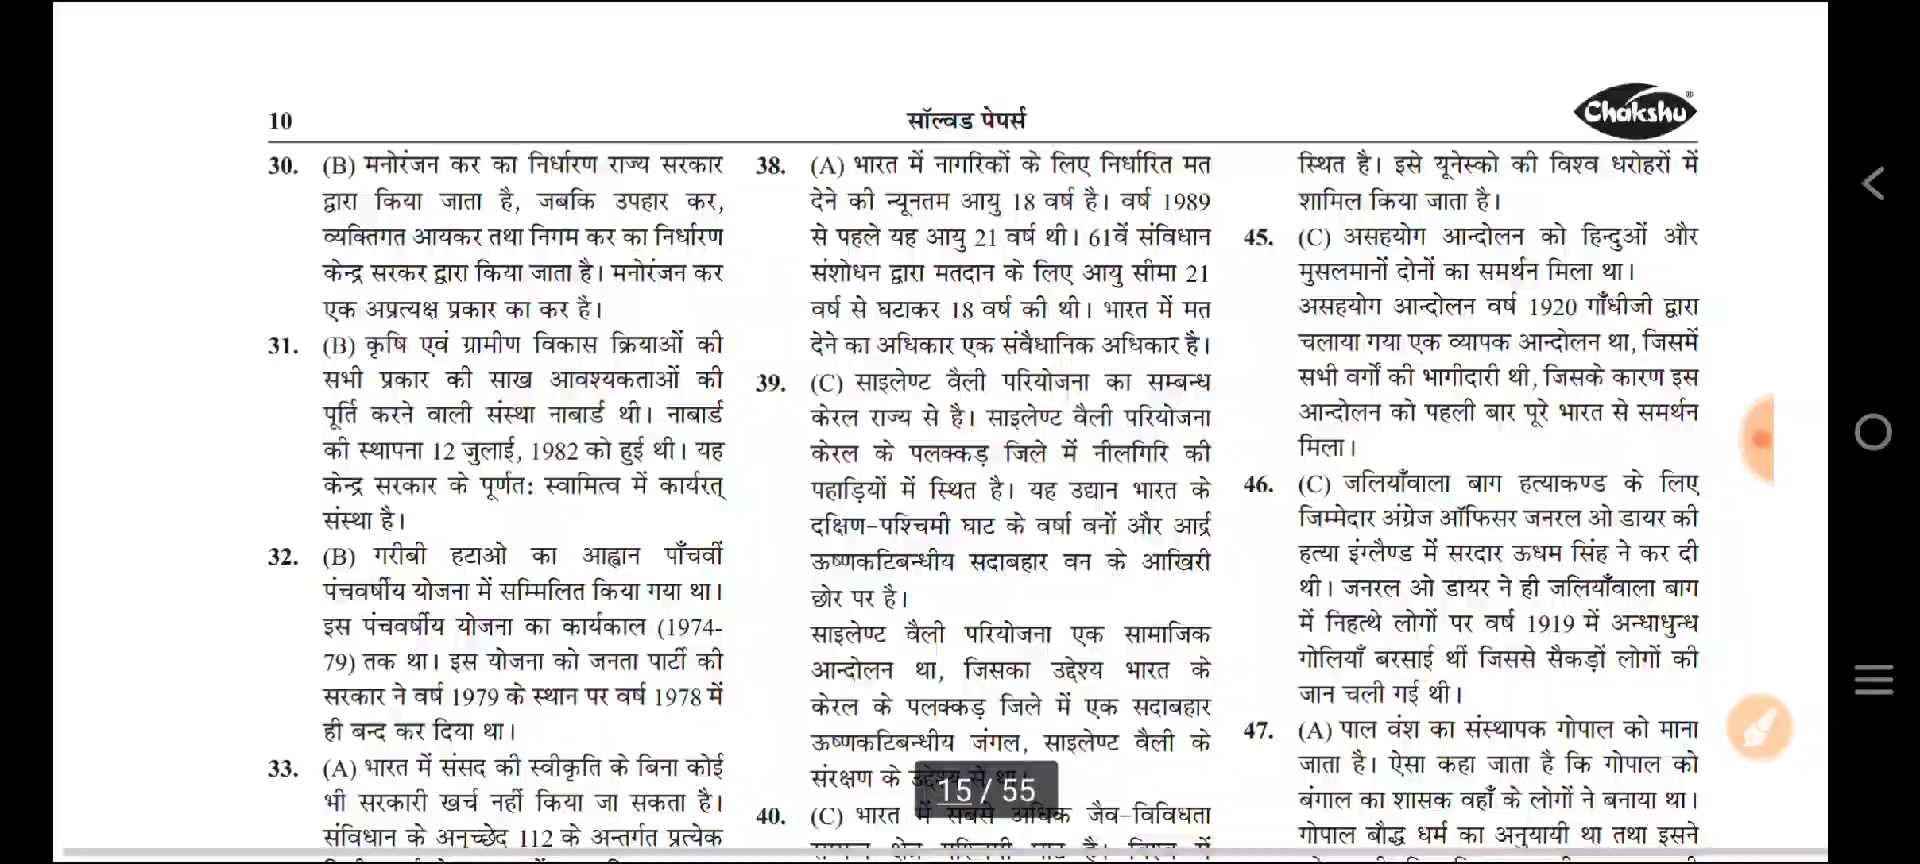 10
सॉल्वड पेपर्स
Chakshu®
30. (B) मनोरंजन कर का निर्धारण राज्य सरकार
द्वारा किया जाता है, जबकि उपहार कर,
व्यक्तिगत आयकर तथा निगम कर का निर्धारण
केन्द्र सरकर द्वारा किया जाता है। मनोरंजन कर
एक अप्रत्यक्ष प्रकार का कर है।
31. (B) कृषि एवं ग्रामीण विकास क्रियाओं की
सभी प्रकार की साख आवश्यकताओं की
पूर्ति करने वाली संस्था नाबार्ड थी। नाबार्ड
की स्थापना 12 जुलाई, 1982 को हुई थी। यह
केन्द्र सरकार के पूर्णत: स्वामित्व में कार्यरत्
संस्था है।
32. (B) गरीबी हटाओ का आह्वान पाँचवीं
पंचवर्षीय योजना में सम्मिलित किया गया था।
इस पंचवर्षीय योजना का कार्यकाल (1974-
79) तक था। इस योजना को जनता पार्टी की
सरकार ने वर्ष 1979 के स्थान पर वर्ष 1978 में
ही बन्द कर दिया था।
33. (A) भारत में संसद की स्वीकृति के बिना कोई
भी सरकारी खर्च नहीं किया जा सकता है।
संविधान के अनुच्छेद 112 के अन्तर्गत प्रत्येक
38. (A) भारत में नागरिकों के लिए निर्धारित मत
देने की न्यूनतम आयु 18 वर्ष है। वर्ष 1989
से पहले यह आयु 21 वर्ष थी। 61वें संविधान
संशोधन द्वारा मतदान के लिए आयु सीमा 21
वर्ष से घटाकर 18 वर्ष की थी। भारत में मत
देने का अधिकार एक संवैधानिक अधिकार है।
39. (C) साइलेण्ट वैली परियोजना का सम्बन्ध
केरल राज्य से है। साइलेण्ट वैली परियोजना
केरल के पलक्कड़ जिले में नीलगिरि की
पहाड़ियों में स्थित है। यह उद्यान भारत के
दक्षिण-पश्चिमी घाट के वर्षा वनों और आर्द्र
ऊष्णकटिबन्धीय सदाबहार वन के आखिरी
छोर पर है।
साइलेण्ट वैली परियोजना एक सामाजिक
आन्दोलन था, जिसका उद्देश्य भारत के
केरल के पलक्कड़ जिले में एक सदाबहार
ऊष्णकटिबन्धीय जंगल, साइलेण्ट वैली के
संरक्षण के उद्देश्य से था।
15 / 55
40. (C) भारत में सबसे अधिक जैव-विविधता
स्थित है। इसे यूनेस्को की विश्व धरोहरों में
शामिल किया जाता है।
45. (C) असहयोग आन्दोलन को हिन्दुओं और
मुसलमानों दोनों का समर्थन मिला था।
असहयोग आन्दोलन वर्ष 1920 गाँधीजी द्वारा
चलाया गया एक व्यापक आन्दोलन था, जिसमें
सभी वर्गों की भागीदारी थी, जिसके कारण इस
आन्दोलन को पहली बार पूरे भारत से समर्थन
मिला।
46. (C) जलियाँवाला बाग हत्याकण्ड के लिए
जिम्मेदार अंग्रेज ऑफिसर जनरल ओ डायर की
हत्या इंग्लैण्ड में सरदार ऊधम सिंह ने कर दी
थी। जनरल ओ डायर ने ही जलियाँवाला बाग
में निहत्थे लोगों पर वर्ष 1919 में अन्धाधुन्ध
गोलियाँ बरसाई थीं जिससे सैकड़ों लोगों की
जान चली गई थी।
47. (A) पाल वंश का संस्थापक गोपाल को माना
जाता है। ऐसा कहा जाता है कि गोपाल को
बंगाल का शासक वहाँ के लोगों ने बनाया था।
गोपाल बौद्ध धर्म का अनुयायी था तथा इसने